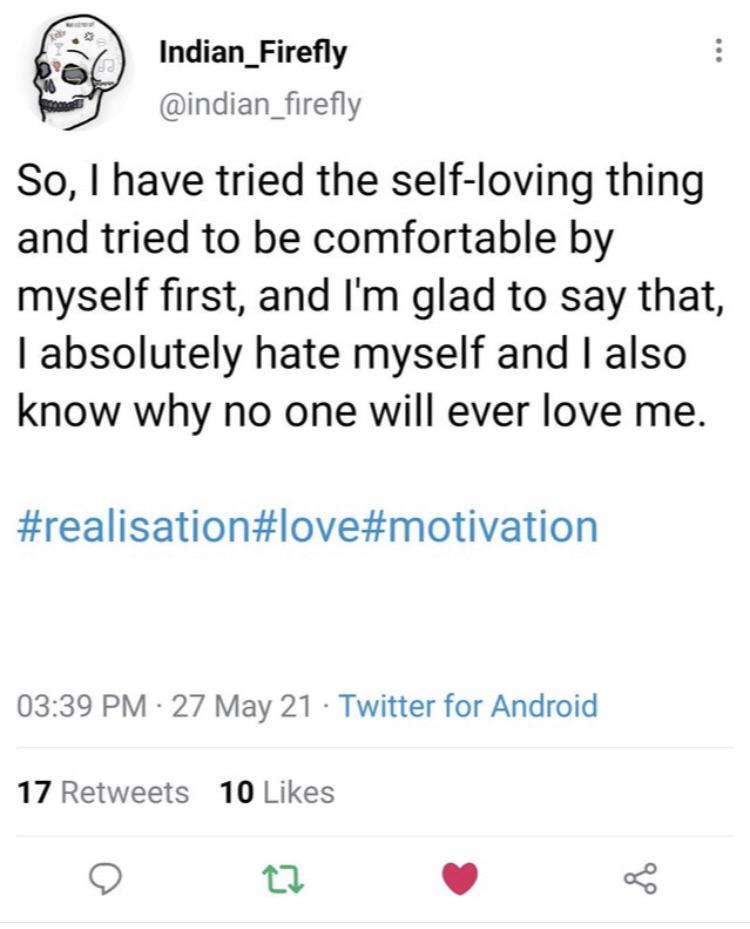 Indian_Firefly
@indian_firefly
So, I have tried the self-loving thing
and tried to be comfortable by
myself first, and I'm glad to say that,
I absolutely hate myself and I also
know why no one will ever love me.
#realisation#love#motivation
03:39 PM · 27 May 21 · Twitter for Android
17 Retweets 10 Likes